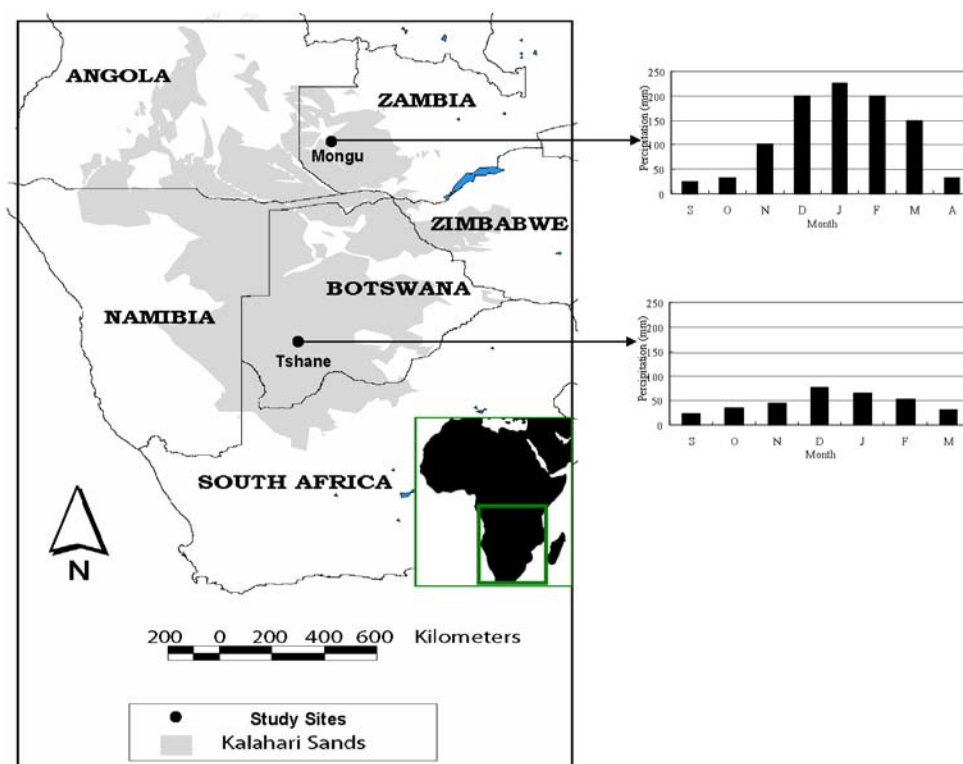 ANGOLA
ZAMBIA
Mongu
ZIMBABWE
BOTSWANA
NAMIBIA
Tshane
SOUTH AFRICA
N
200 0 200 400 600 Kilometers
Study Sites
Kalahari Sands
Percipitation (mm)
250
200
150
100
50
0
S O N D J F M A
Month
Percipitation (mm)
250
200
150
100
50
0
S O N D J F M
Month